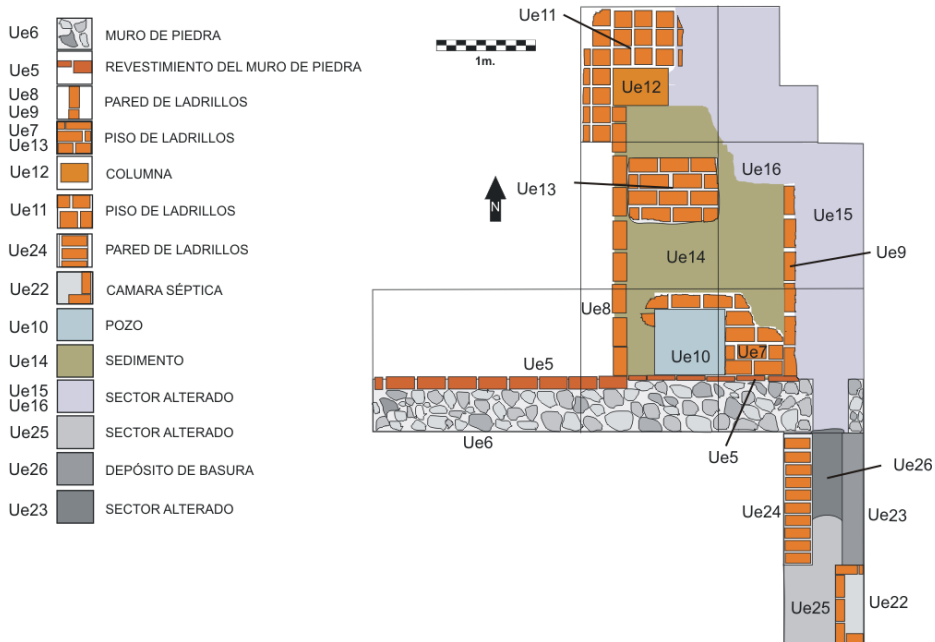 Ue6 MURO DE PIEDRA
Ue5 REVESTIMIENTO DEL MURO DE PIEDRA
Ue8
Ue9 PARED DE LADRILLOS
Ue7
Ue13 PISO DE LADRILLOS
Ue12 COLUMNA
Ue11 PISO DE LADRILLOS
Ue24 PARED DE LADRILLOS
Ue22 CAMARA SÉPTICA
Ue10 POZO
Ue14 SEDIMENTO
Ue15
Ue16 SECTOR ALTERADO
Ue25 SECTOR ALTERADO
Ue26 DEPÓSITO DE BASURA
Ue23 SECTOR ALTERADO
1m.
N
Ue11
Ue12
Ue13
Ue16
Ue15
Ue14
Ue9
Ue8
Ue10
Ue7
Ue5
Ue6
Ue5
Ue26
Ue24
Ue23
Ue25
Ue22